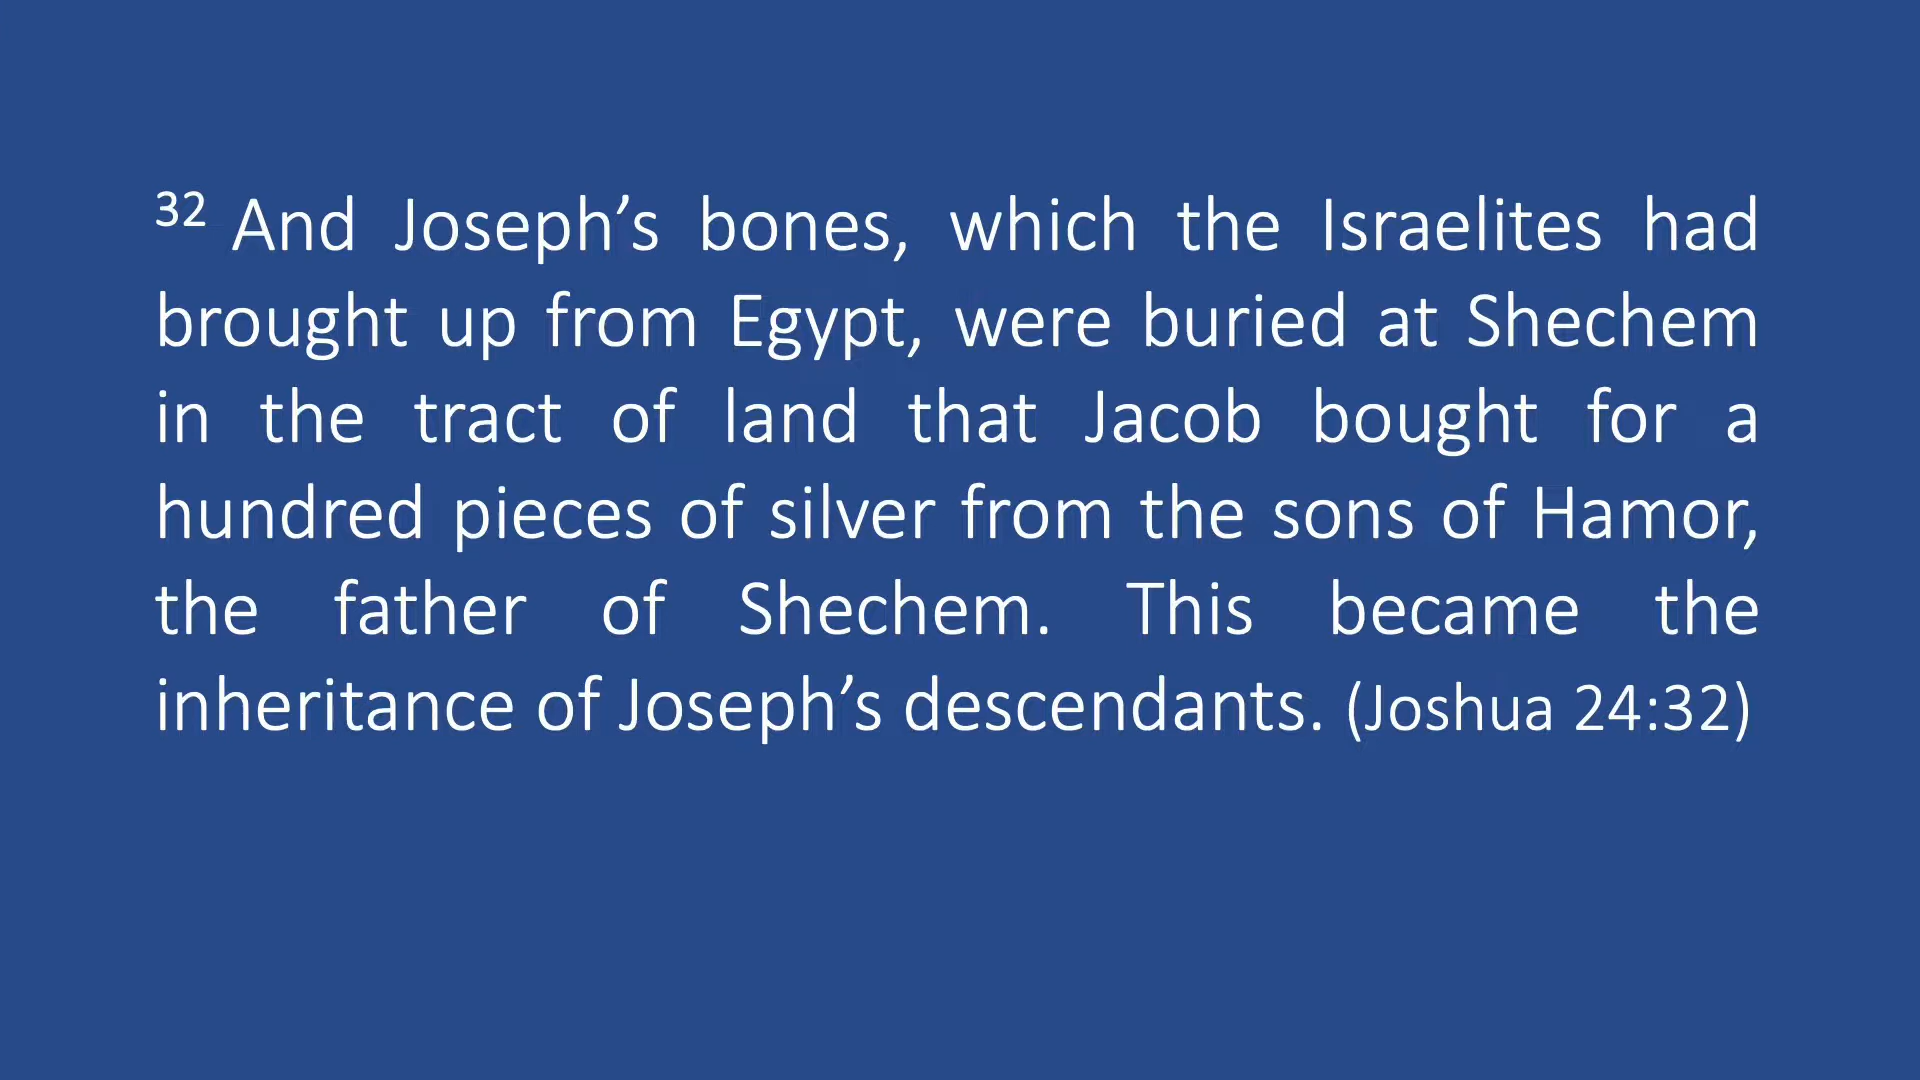 32 And Joseph’s bones, which the Israelites had
brought up from Egypt, were buried at Shechem
in the tract of land that Jacob bought for a
hundred pieces of silver from the sons of Hamor,
the father of Shechem. This became the
inheritance of Joseph’s descendants. (Joshua 24:32)